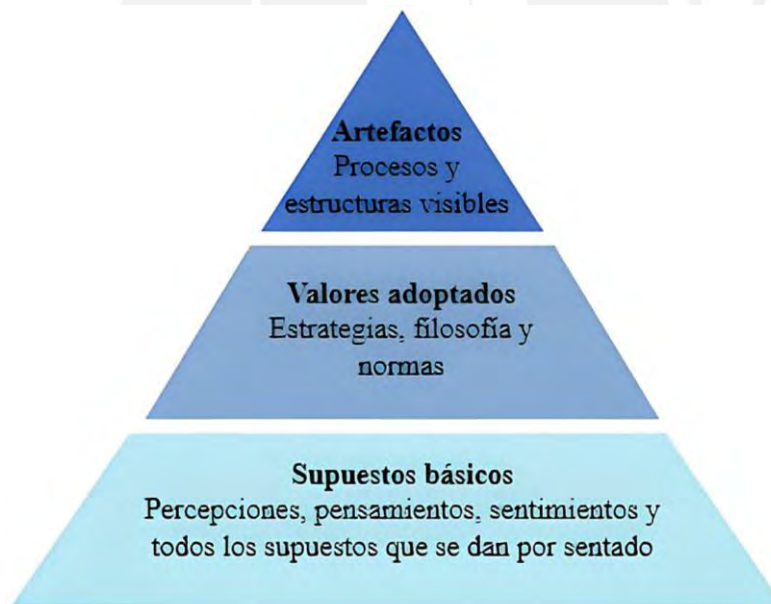 Artefactos
Procesos y
estructuras visibles
Valores adoptados
Estrategias, filosofía y
normas
Supuestos básicos
Percepciones, pensamientos, sentimientos y
todos los supuestos que se dan por sentado